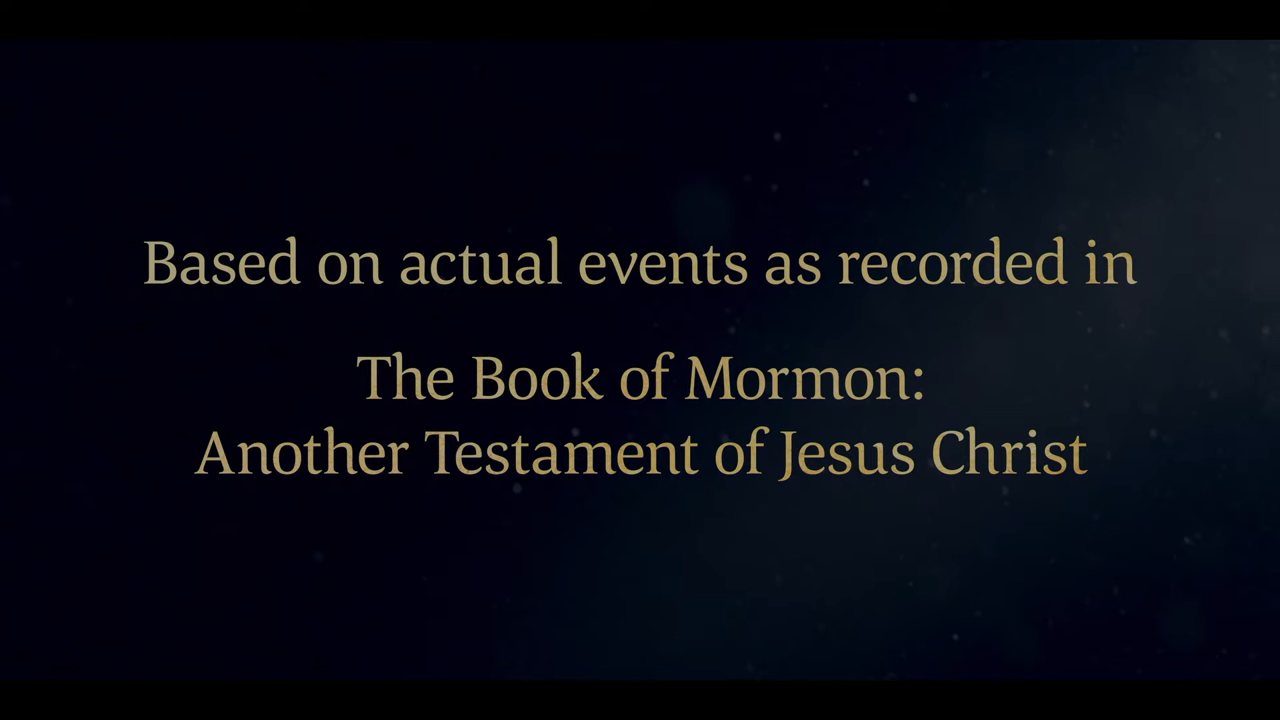 Based on actual events as recorded in
The Book of Mormon:
Another Testament of Jesus Christ